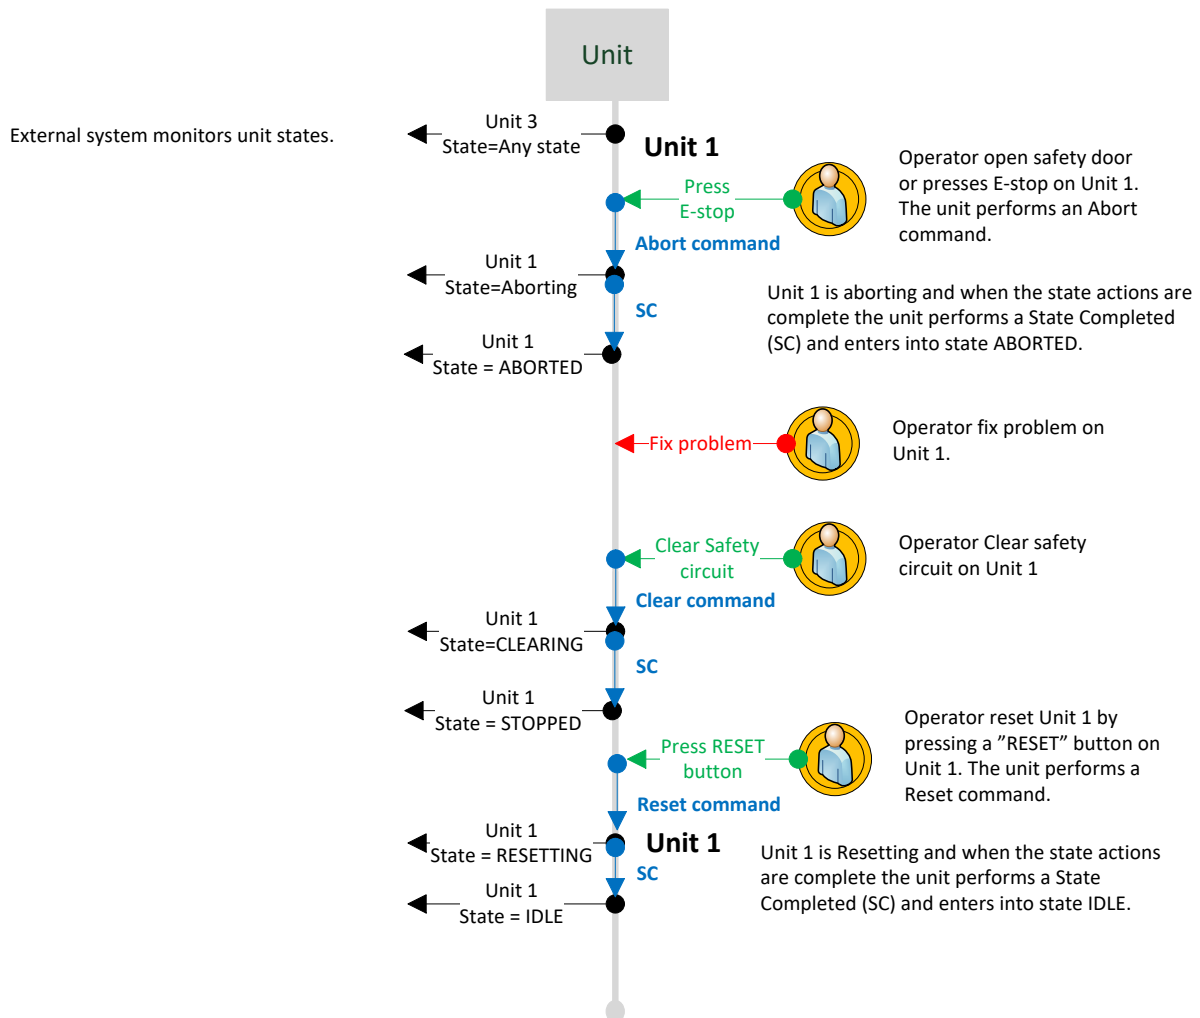 Unit
External system monitors unit states.
Unit 3
State=Any state
Unit 1
Press
E-stop
Operator open safety door
or presses E-stop on Unit 1.
The unit performs an Abort
command.
Abort command
Unit 1
State=Aborting
SC
Unit 1 is aborting and when the state actions are
complete the unit performs a State Completed
(SC) and enters into state ABORTED.
Unit 1
State = ABORTED
Fix problem
Operator fix problem on
Unit 1.
Clear Safety
circuit
Operator Clear safety
circuit on Unit 1
Clear command
Unit 1
State=CLEARING
SC
Unit 1
State = STOPPED
Press RESET
button
Operator reset Unit 1 by
pressing a ”RESET” button on
Unit 1. The unit performs a
Reset command.
Reset command
Unit 1
State = RESETTING
Unit 1
SC
Unit 1 is Resetting and when the state actions
are complete the unit performs a State
Completed (SC) and enters into state IDLE.
Unit 1
State = IDLE